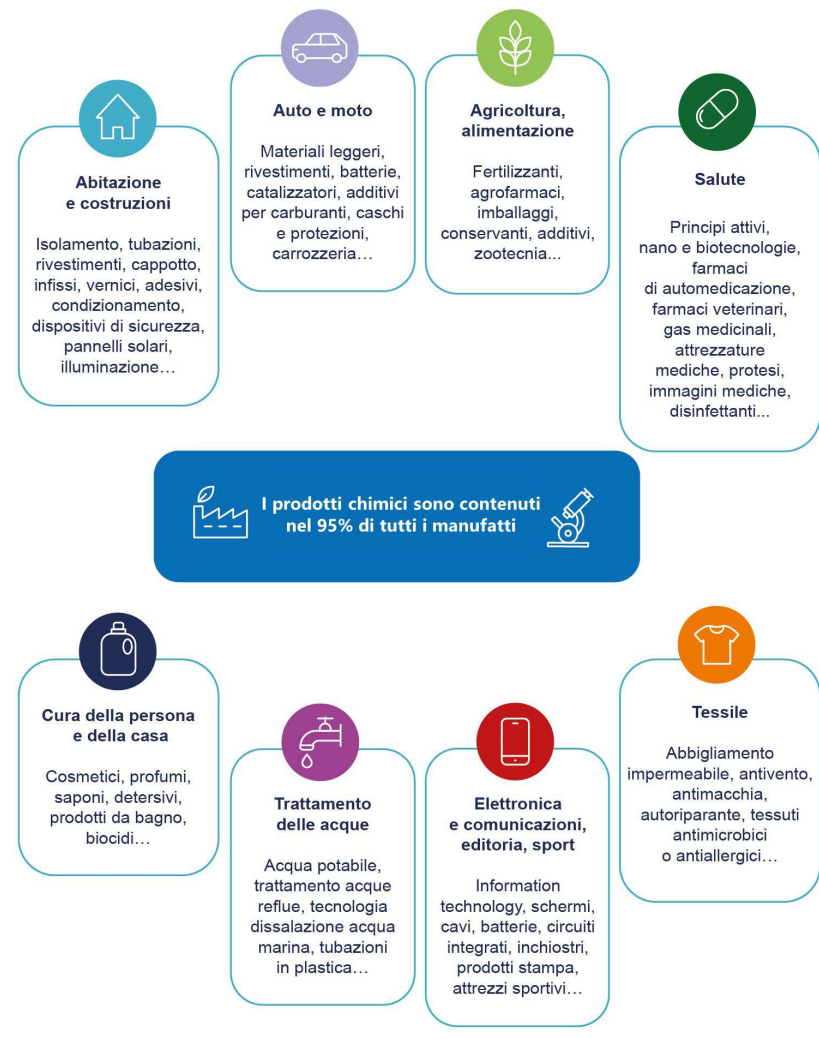 Abitazione
e costruzioni
Isolamento, tubazioni,
rivestimenti, cappotto,
infissi, vernici, adesivi,
condizionamento,
dispositivi di sicurezza,
pannelli solari,
illuminazione…
Auto e moto
Materiali leggeri,
rivestimenti, batterie,
catalizzatori, additivi
per carburanti, caschi
e protezioni,
carrozzeria…
Agricoltura,
alimentazione
Fertilizzanti,
agrofarmaci,
imballaggi,
conservanti, additivi,
zootecnia...
Salute
Principi attivi,
nano e biotecnologie,
farmaci
di automedicazione,
farmaci veterinari,
gas medicinali,
attrezzature
mediche, protesi,
immagini mediche,
disinfettanti...
I prodotti chimici sono contenuti
nel 95% di tutti i manufatti
Cura della persona
e della casa
Cosmetici, profumi,
saponi, detersivi,
prodotti da bagno,
biocidi…
Trattamento
delle acque
Acqua potabile,
trattamento acque
reflue, tecnologia
dissalazione acqua
marina, tubazioni
in plastica…
Elettronica
e comunicazioni,
editoria, sport
Information
technology, schermi,
cavi, batterie, circuiti
integrati, inchiostri,
prodotti stampa,
attrezzi sportivi…
Tessile
Abbigliamento
impermeabile, antivento,
antimacchia,
autoriparante, tessuti
antimicrobici
o antiallergici…